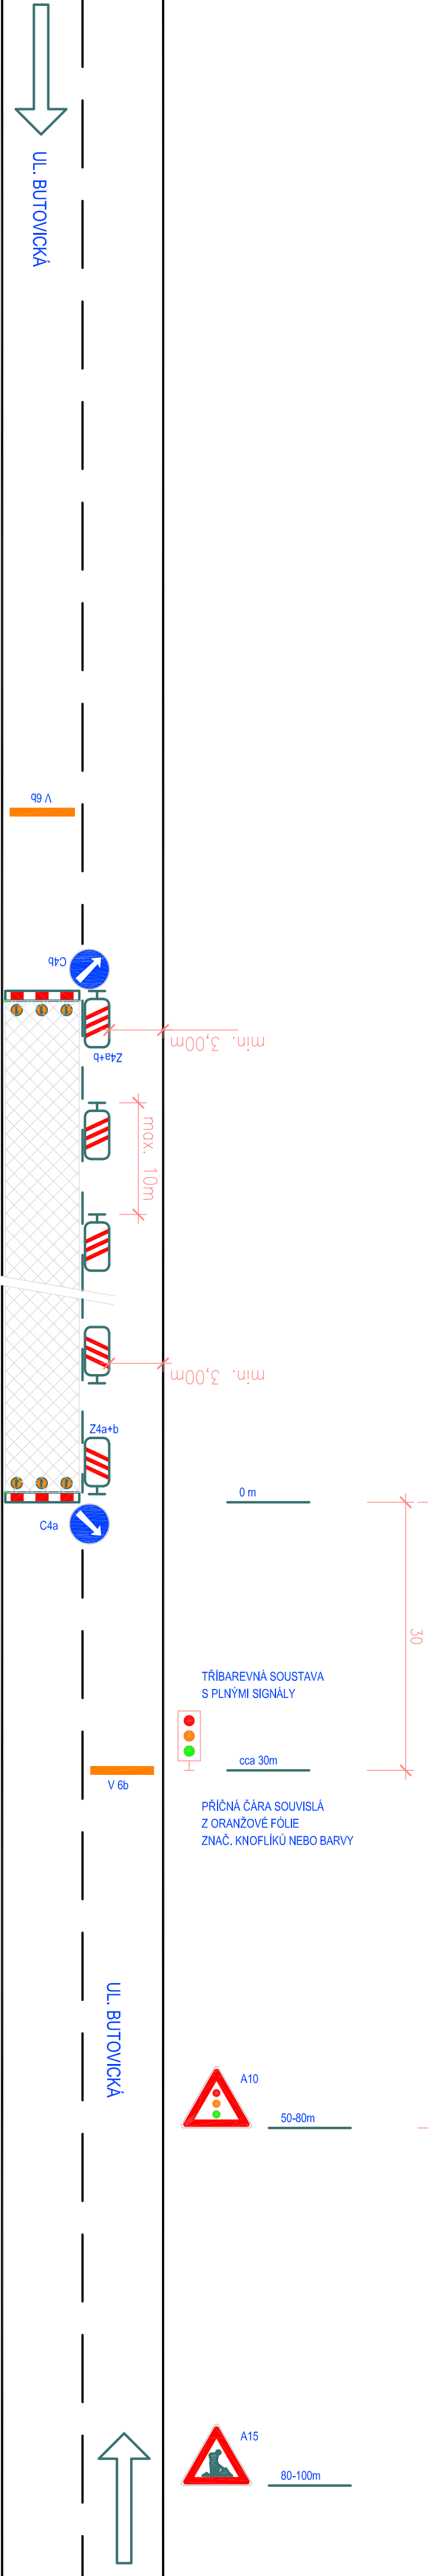 UL. BUTOVICKÁ
V 6b
C4b
Z4a+b
min. 3,00m
max. 10m
min. 3,00m
Z4a+b
C4a
0 m
30
TŘÍBAREVNÁ SOUSTAVA
S PLNÝMI SIGNÁLY
cca 30m
V 6b
PŘÍČNÁ ČÁRA SOUVISLÁ
Z ORANŽOVÉ FÓLIE
ZNAČ. KNOFLÍKŮ NEBO BARVY
UL. BUTOVICKÁ
A10
50-80m
A15
80-100m